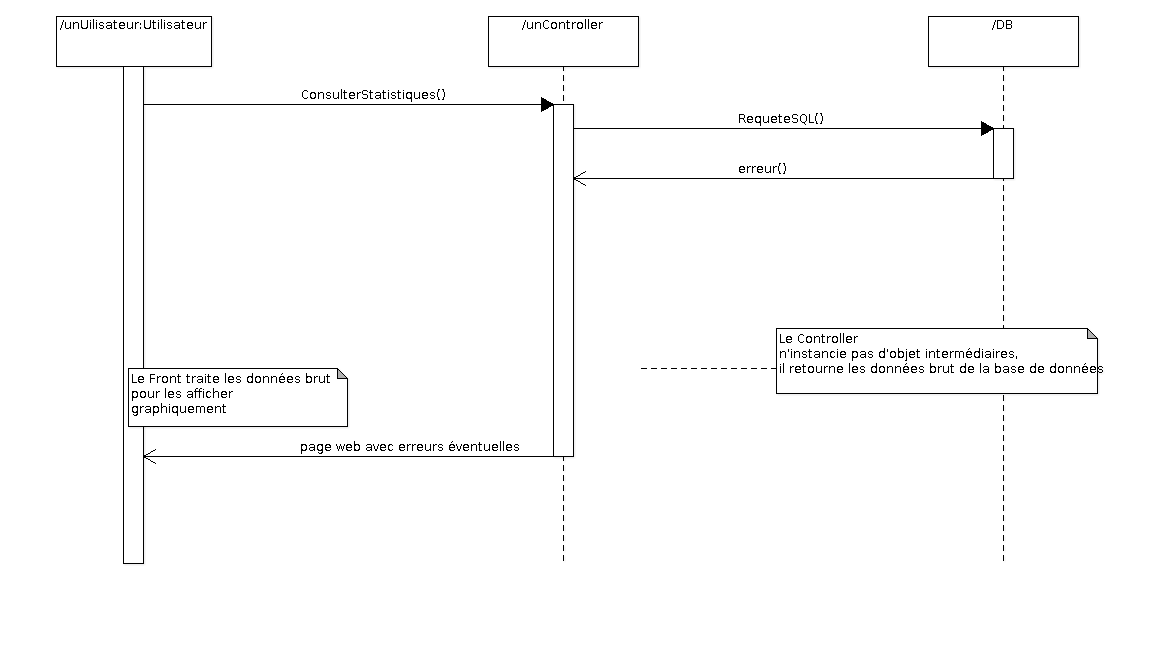 /unUilisateur:Utilisateur
/unController
/DB
ConsulterStatistiques()
RequeteSQL()
erreur()
Le Controller
n'instancie pas d'objet intermédiaires,
il retourne les données brut de la base de données
Le Front traite les données brut
pour les afficher
graphiquement
page web avec erreurs éventuelles